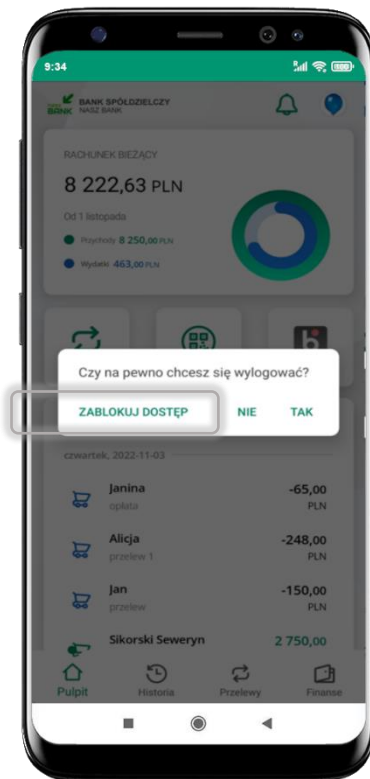 9:34
BANK SPÓŁDZIELCZY
BANK NASZ BANK
RACHUNEK BIEŻĄCY
8 222,63 PLN
Od 1 listopada
Przychody 8 250,00 PLN
Wydatki 463,00 PLN
Czy na pewno chcesz się wylogować?
ZABLOKUJ DOSTĘP NIE TAK
czwartek, 2022-11-03
Janina -65,00
opłata PLN
Alicja -248,00
przelew 1 PLN
Jan -150,00
przelew PLN
Sikorski Seweryn 2 750,00
Pulpit Historia Przelewy Finanse